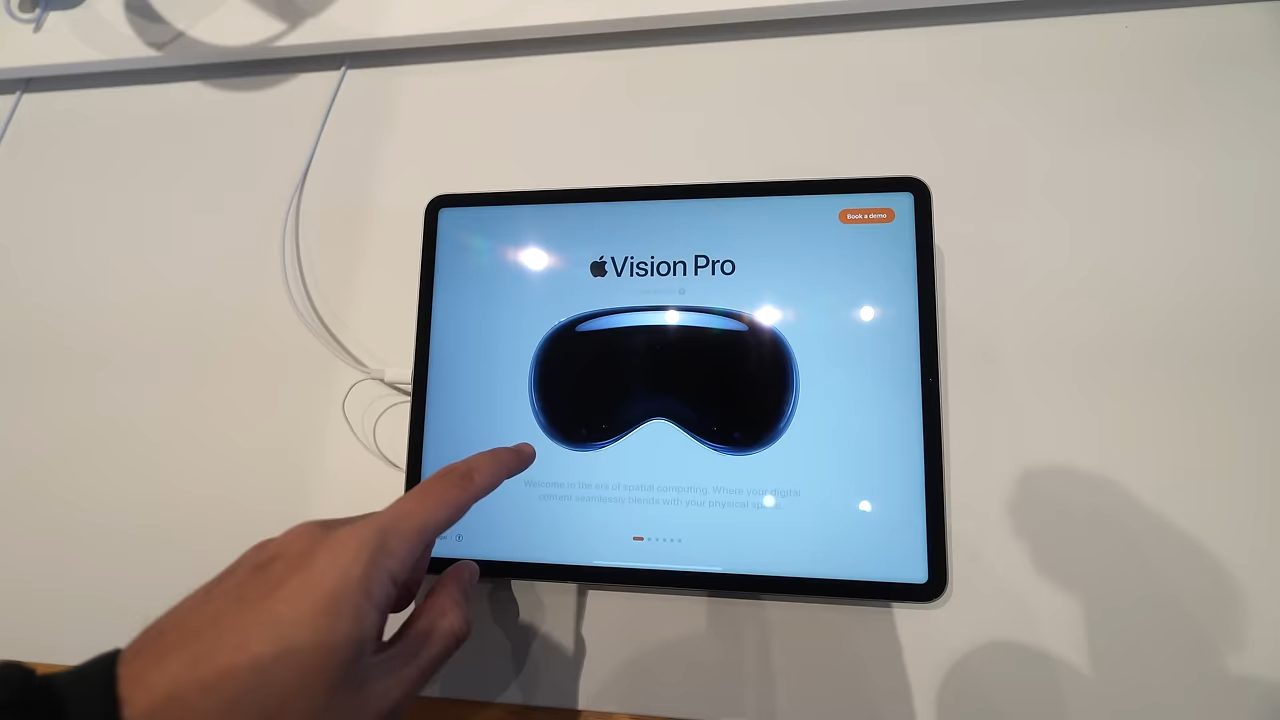 Book a demo
Vision Pro
Welcome to the era of spatial computing. Where your digital
content seamlessly blends with your physical